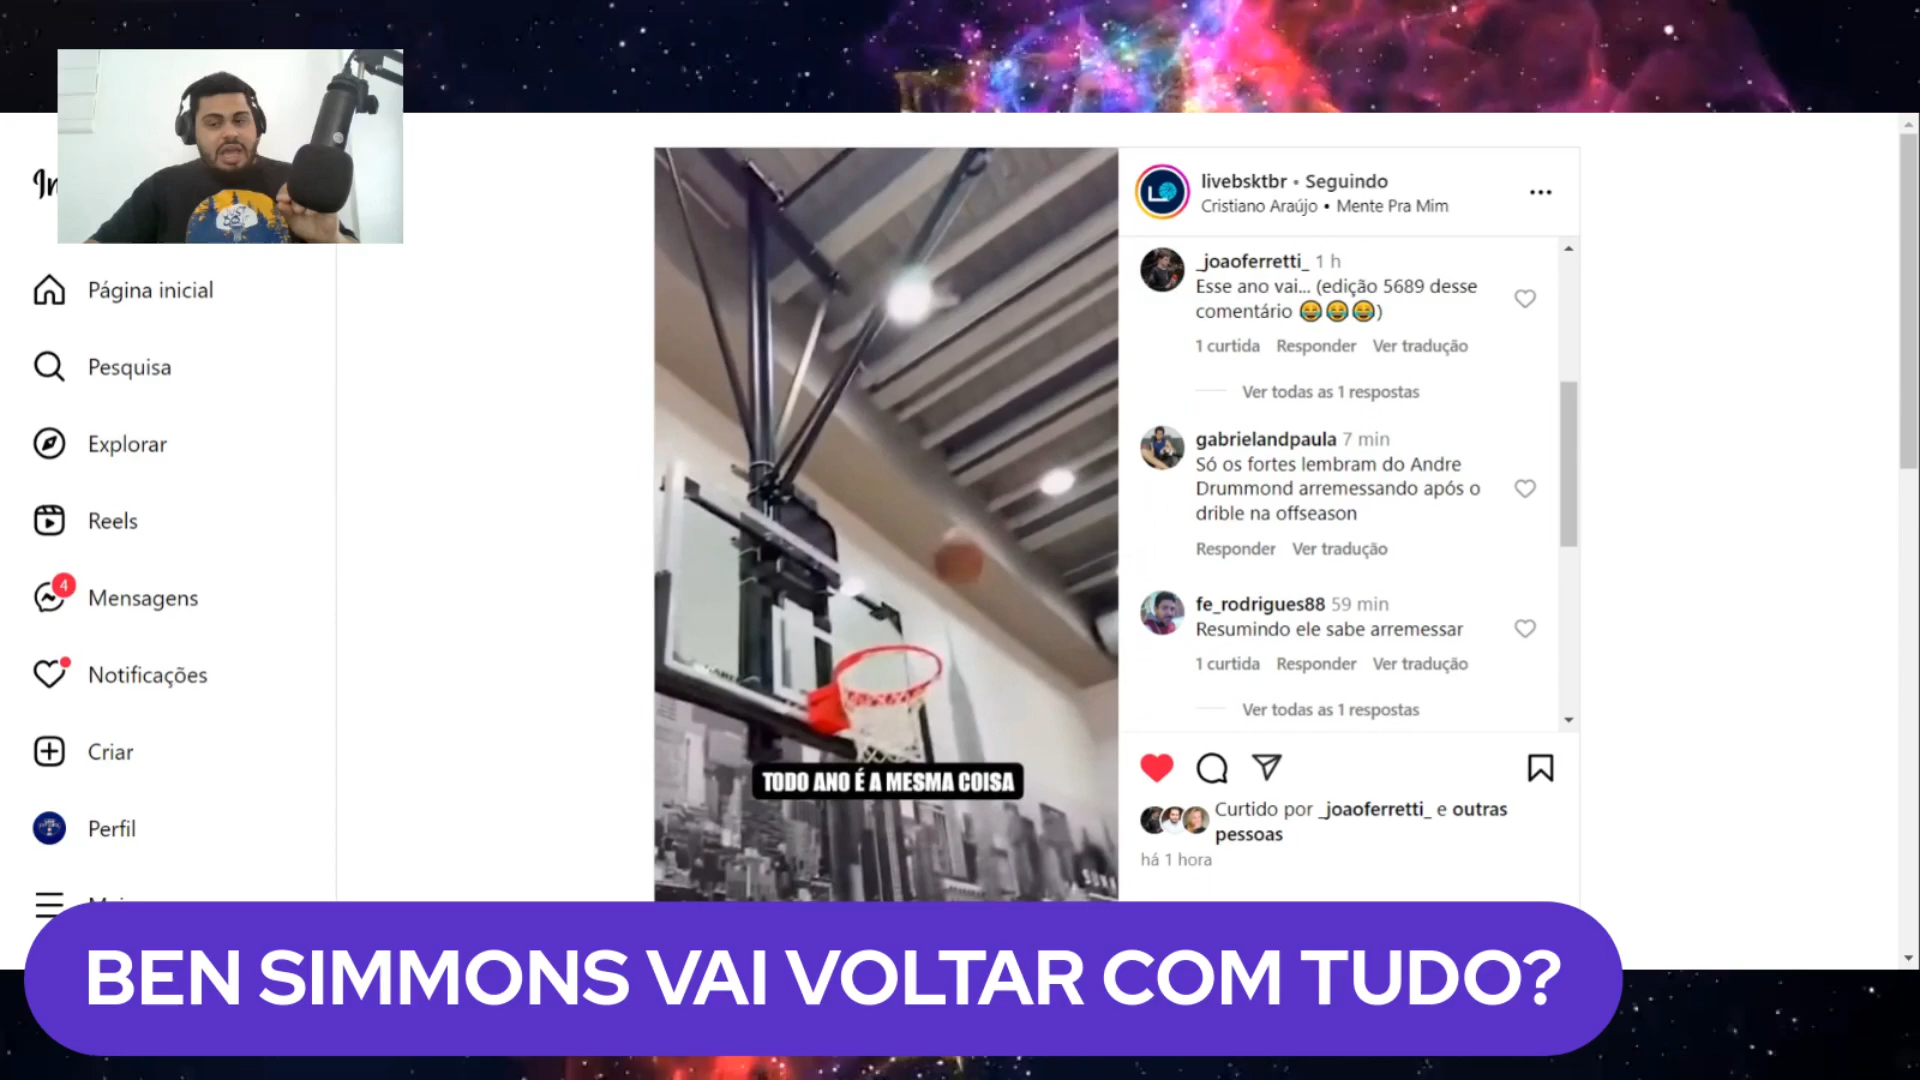 In
Página inicial
Pesquisa
Explorar
Reels
4
Mensagens
Notificações
Criar
Perfil
TODO ANO É A MESMA COISA
livebsktbr • Seguindo
Cristiano Araújo • Mente Pra Mim
_joaoferretti_ 1 h
Esse ano vai... (edição 5689 desse
comentário 😂😂😂)
1 curtida Responder Ver tradução
Ver todas as 1 respostas
gabrielandpaula 7 min
Só os fortes lembram do Andre
Drummond arremessando após o
drible na offseason
Responder Ver tradução
fe_rodrigues88 59 min
Resumindo ele sabe arremessar
1 curtida Responder Ver tradução
Ver todas as 1 respostas
Curtido por _joaoferretti_ e outras
pessoas
há 1 hora
BEN SIMMONS VAI VOLTAR COM TUDO?